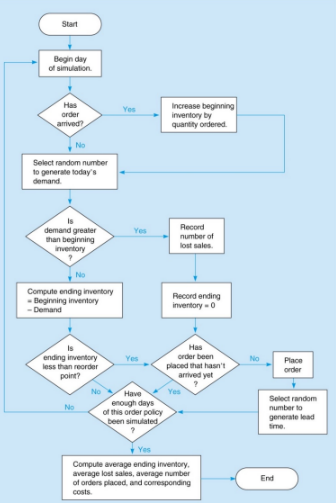 Start
Begin day
of simulation.
Has
order
arrived?
Yes
Increase beginning
inventory by
quantity ordered.
No
Select random number
to generate today's
demand.
Is
demand greater
than beginning
inventory
?
Yes
Record
number of
lost sales.
No
Compute ending inventory
= Beginning inventory
– Demand
Record ending
inventory = 0
Is
ending inventory
less than reorder
point?
Yes
Has
order been
placed that hasn't
arrived yet
?
No
Place
order
No
Yes
Select random
number to
generate lead
time.
No
Have
enough days
of this order policy
been simulated
?
Yes
Compute average ending inventory,
average lost sales, average number
of orders placed, and corresponding
costs.
End